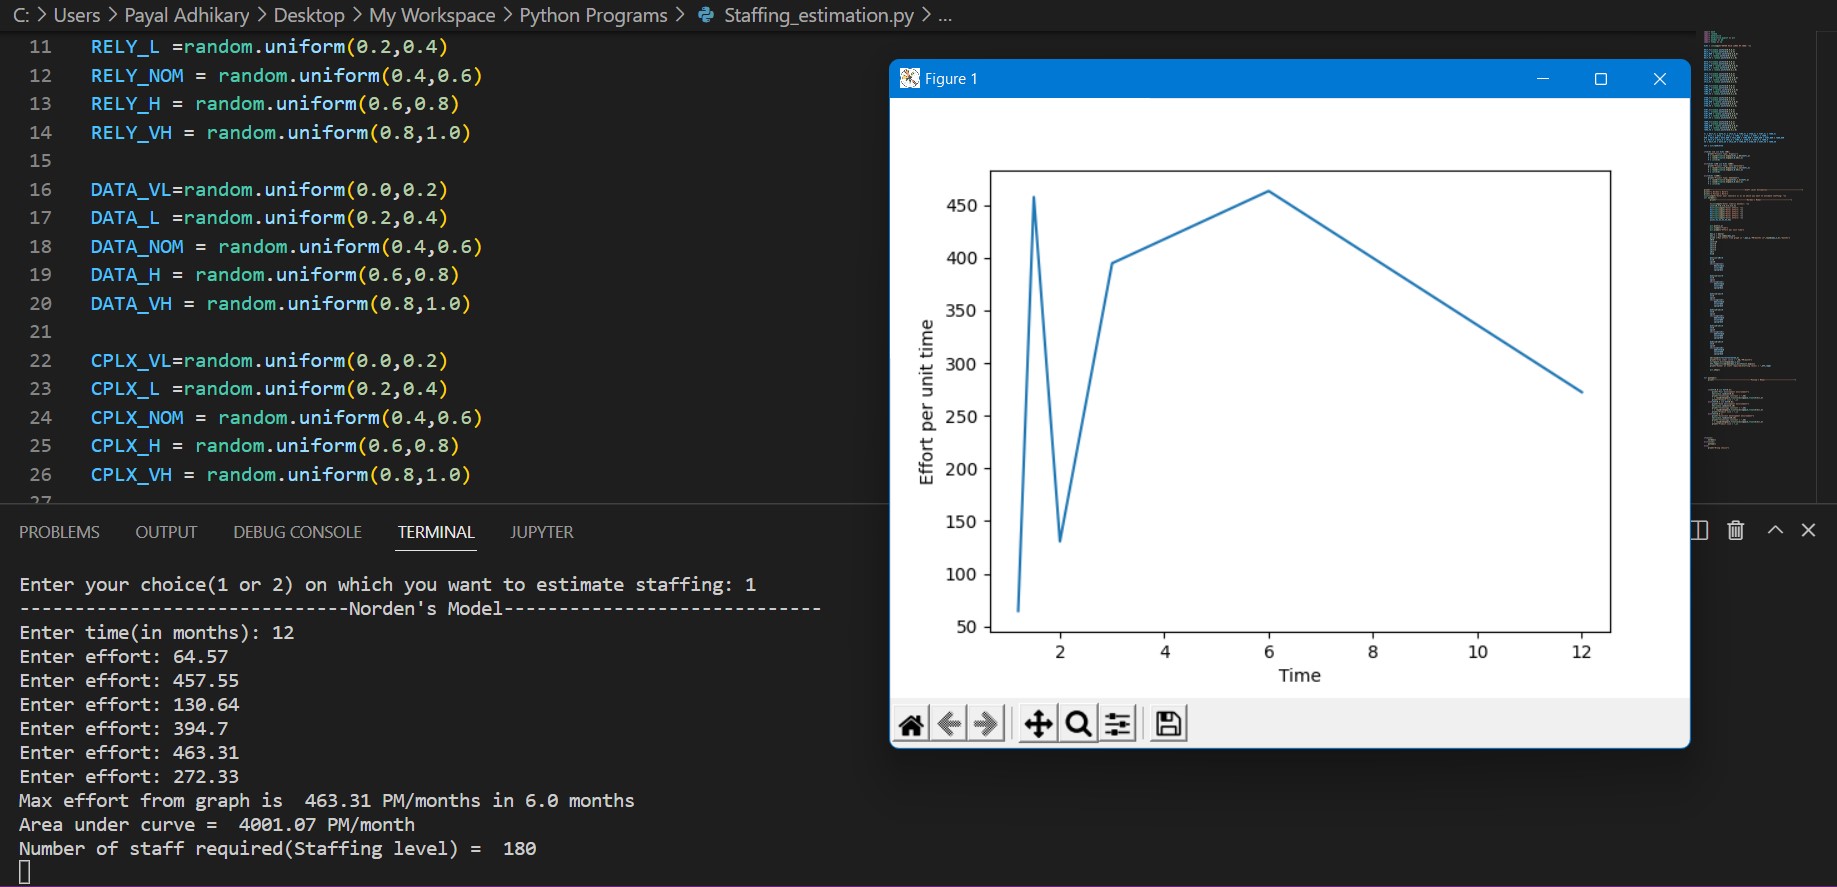 C: > Users > Payal Adhikary > Desktop > My Workspace > Python Programs > Staffing_estimation.py > ...
11 RELY_L =random.uniform(0.2,0.4)
12 RELY_NOM = random.uniform(0.4,0.6)
13 RELY_H = random.uniform(0.6,0.8)
14 RELY_VH = random.uniform(0.8,1.0)
15
16 DATA_VL=random.uniform(0.0,0.2)
17 DATA_L =random.uniform(0.2,0.4)
18 DATA_NOM = random.uniform(0.4,0.6)
19 DATA_H = random.uniform(0.6,0.8)
20 DATA_VH = random.uniform(0.8,1.0)
21
22 CPLX_VL=random.uniform(0.0,0.2)
23 CPLX_L =random.uniform(0.2,0.4)
24 CPLX_NOM = random.uniform(0.4,0.6)
25 CPLX_H = random.uniform(0.6,0.8)
26 CPLX_VH = random.uniform(0.8,1.0)
27
Figure 1
450
400
350
300
250
200
150
100
50
Effort per unit time
2 4 6 8 10 12
Time
PROBLEMS OUTPUT DEBUG CONSOLE TERMINAL JUPYTER
Enter your choice(1 or 2) on which you want to estimate staffing: 1
------------------------------Norden's Model-----------------------------
Enter time(in months): 12
Enter effort: 64.57
Enter effort: 457.55
Enter effort: 130.64
Enter effort: 394.7
Enter effort: 463.31
Enter effort: 272.33
Max effort from graph is  463.31 PM/months in 6.0 months
Area under curve =  4001.07 PM/month
Number of staff required(Staffing level) =  180